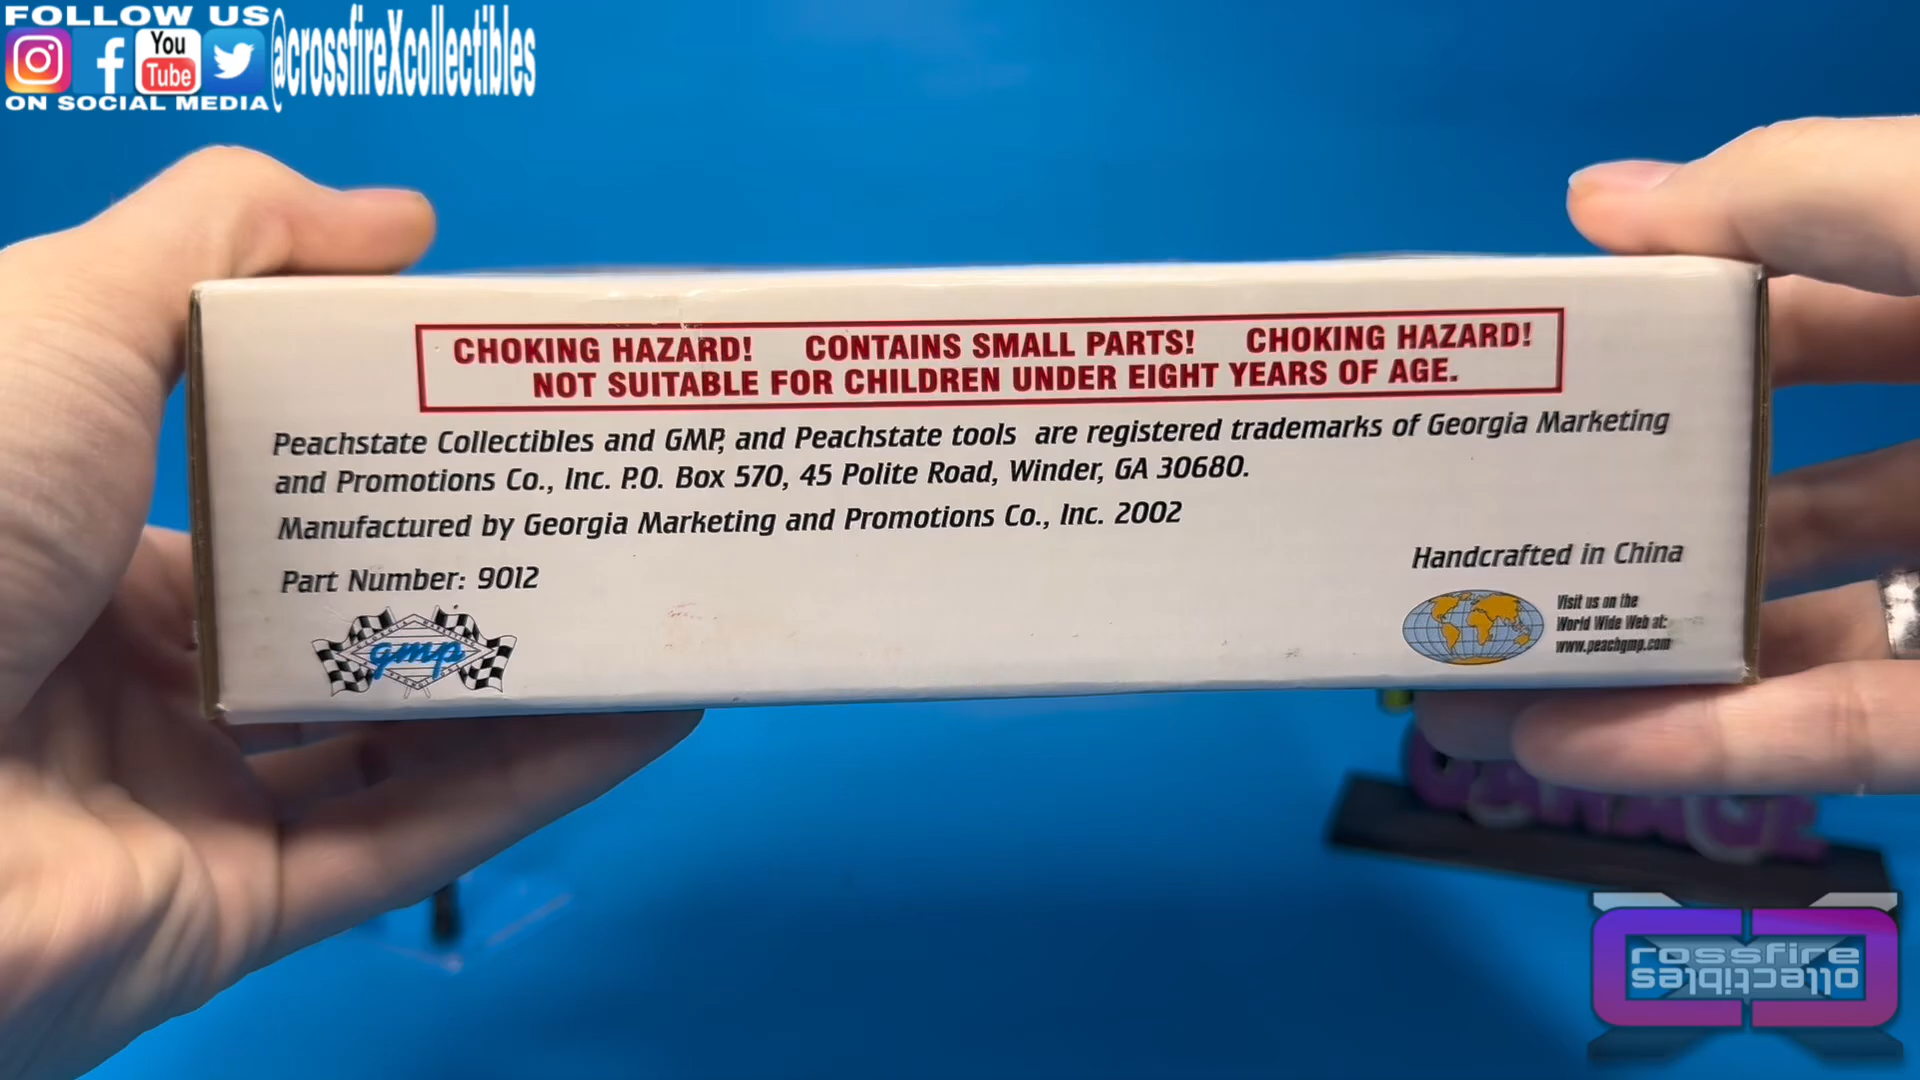 FOLLOW US
You
Tube
@crossfireXcollectibles
ON SOCIAL MEDIA
CHOKING HAZARD! CONTAINS SMALL PARTS! CHOKING HAZARD!
NOT SUITABLE FOR CHILDREN UNDER EIGHT YEARS OF AGE.
Peachstate Collectibles and GMP, and Peachstate tools are registered trademarks of Georgia Marketing
and Promotions Co., Inc. P.O. Box 570, 45 Polite Road, Winder, GA 30680.
Manufactured by Georgia Marketing and Promotions Co., Inc. 2002
Part Number: 9012
Handcrafted in China
gmp
Visit us on the
World Wide Web at:
www.peachgmp.com
GARAGE
Crossfire
Collectibles